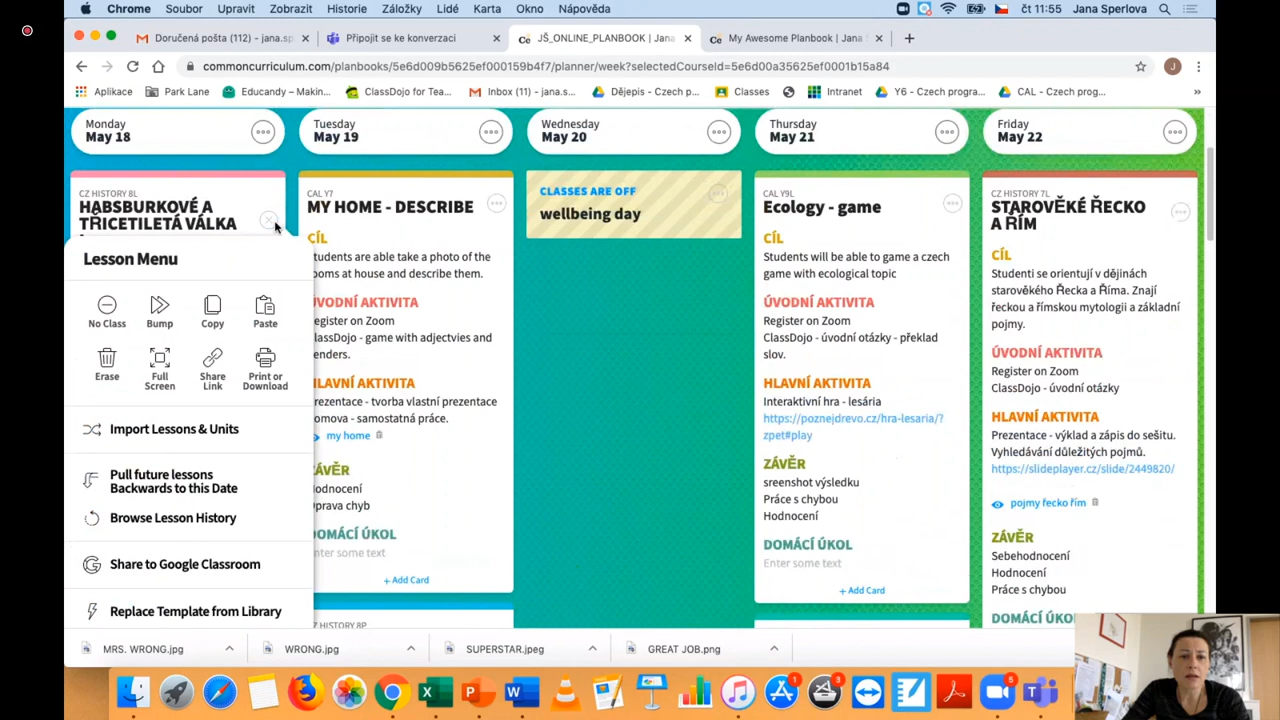 Chrome Soubor Upravit Zobrazit Historie Záložky Lidé Karta Okno Nápověda čt 11:55 Jana Sperlova
Doručená pošta (112) - jana.sp
Připojit se ke konverzaci
JŠ_ONLINE_PLANBOOK | Jana
My Awesome Planbook | Jana
commoncurriculum.com/planbooks/5e6d009b5625ef000159b4f7/planner/week?selectedCourseId=5e6d00a35625ef0001b15a84
J
Aplikace Park Lane Educandy – Makin... ClassDojo for Tea... Inbox (11) - jana.s... Dějepis - Czech p... Classes Intranet Y6 - Czech progra... CAL - Czech prog... »
Monday
May 18
Tuesday
May 19
Wednesday
May 20
Thursday
May 21
Friday
May 22
CZ HISTORY 8L
HABSBURKOVÉ A
TŘICETILETÁ VÁLKA
Lesson Menu
No Class Bump Copy Paste
Erase Full Screen Share Link Print or Download
Import Lessons & Units
Pull future lessons
Backwards to this Date
Browse Lesson History
Share to Google Classroom
Replace Template from Library
CAL Y7
MY HOME - DESCRIBE
CÍL
tudents are able take a photo of the
ooms at house and describe them.
ÚVODNÍ AKTIVITA
egister on Zoom
lassDojo - game with adjectvies and
enders.
HLAVNÍ AKTIVITA
rezentace - tvorba vlastní prezentace
omova - samostatná práce.
my home
ZÁVĚR
odnocení
prava chyb
DOMÁCÍ ÚKOL
nter some text
+ Add Card
CZ HISTORY 8P
CLASSES ARE OFF
wellbeing day
CAL Y9L
Ecology - game
CÍL
Students will be able to game a czech
game with ecological topic
ÚVODNÍ AKTIVITA
Register on Zoom
ClassDojo - úvodní otázky - překlad
slov.
HLAVNÍ AKTIVITA
Interaktivní hra - lesária
https://poznejdrevo.cz/hra-lesaria/?
zpet#play
ZÁVĚR
sreenshot výsledku
Práce s chybou
Hodnocení
DOMÁCÍ ÚKOL
Enter some text
+ Add Card
CZ HISTORY 7L
STAROVĚKÉ ŘECKO
A ŘÍM
CÍL
Studenti se orientují v dějinách
starověkého Řecka a Říma. Znají
řeckou a římskou mytologii a základní
pojmy.
ÚVODNÍ AKTIVITA
Register on Zoom
ClassDojo - úvodní otázky
HLAVNÍ AKTIVITA
Prezentace - výklad a zápis do sešitu.
Vyhledávání důležitých pojmů.
https://slideplayer.cz/slide/2449820/
pojmy řecko řím
ZÁVĚR
Sebehodnocení
Hodnocení
Práce s chybou
DOMÁCÍ ÚKO
MRS. WRONG.jpg WRONG.jpg SUPERSTAR.jpeg GREAT JOB.png
1 3 5